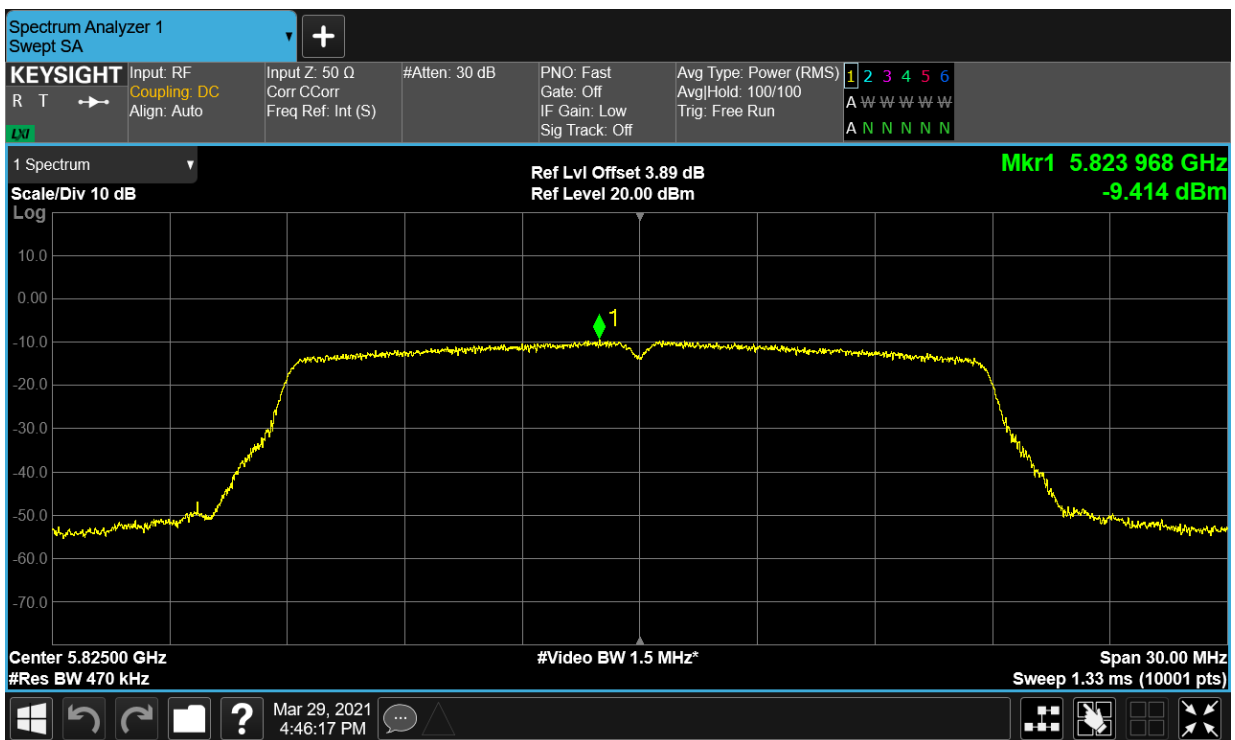 Spectrum Analyzer 1
Swept SA
+
KEYSIGHT
R T
LXI
Input: RF
Coupling: DC
Align: Auto
Input Z: 50 Ω
Corr CCorr
Freq Ref: Int (S)
#Atten: 30 dB
PNO: Fast
Gate: Off
IF Gain: Low
Sig Track: Off
Avg Type: Power (RMS)
Avg|Hold: 100/100
Trig: Free Run
1 2 3 4 5 6
A W W W W W
A N N N N N
1 Spectrum
Scale/Div 10 dB
Log
Ref Lvl Offset 3.89 dB
Ref Level 20.00 dBm
Mkr1 5.823 968 GHz
-9.414 dBm
10.0
0.00
1
-10.0
-20.0
-30.0
-40.0
-50.0
-60.0
-70.0
Center 5.82500 GHz
#Res BW 470 kHz
#Video BW 1.5 MHz*
Span 30.00 MHz
Sweep 1.33 ms (10001 pts)
?
Mar 29, 2021
4:46:17 PM